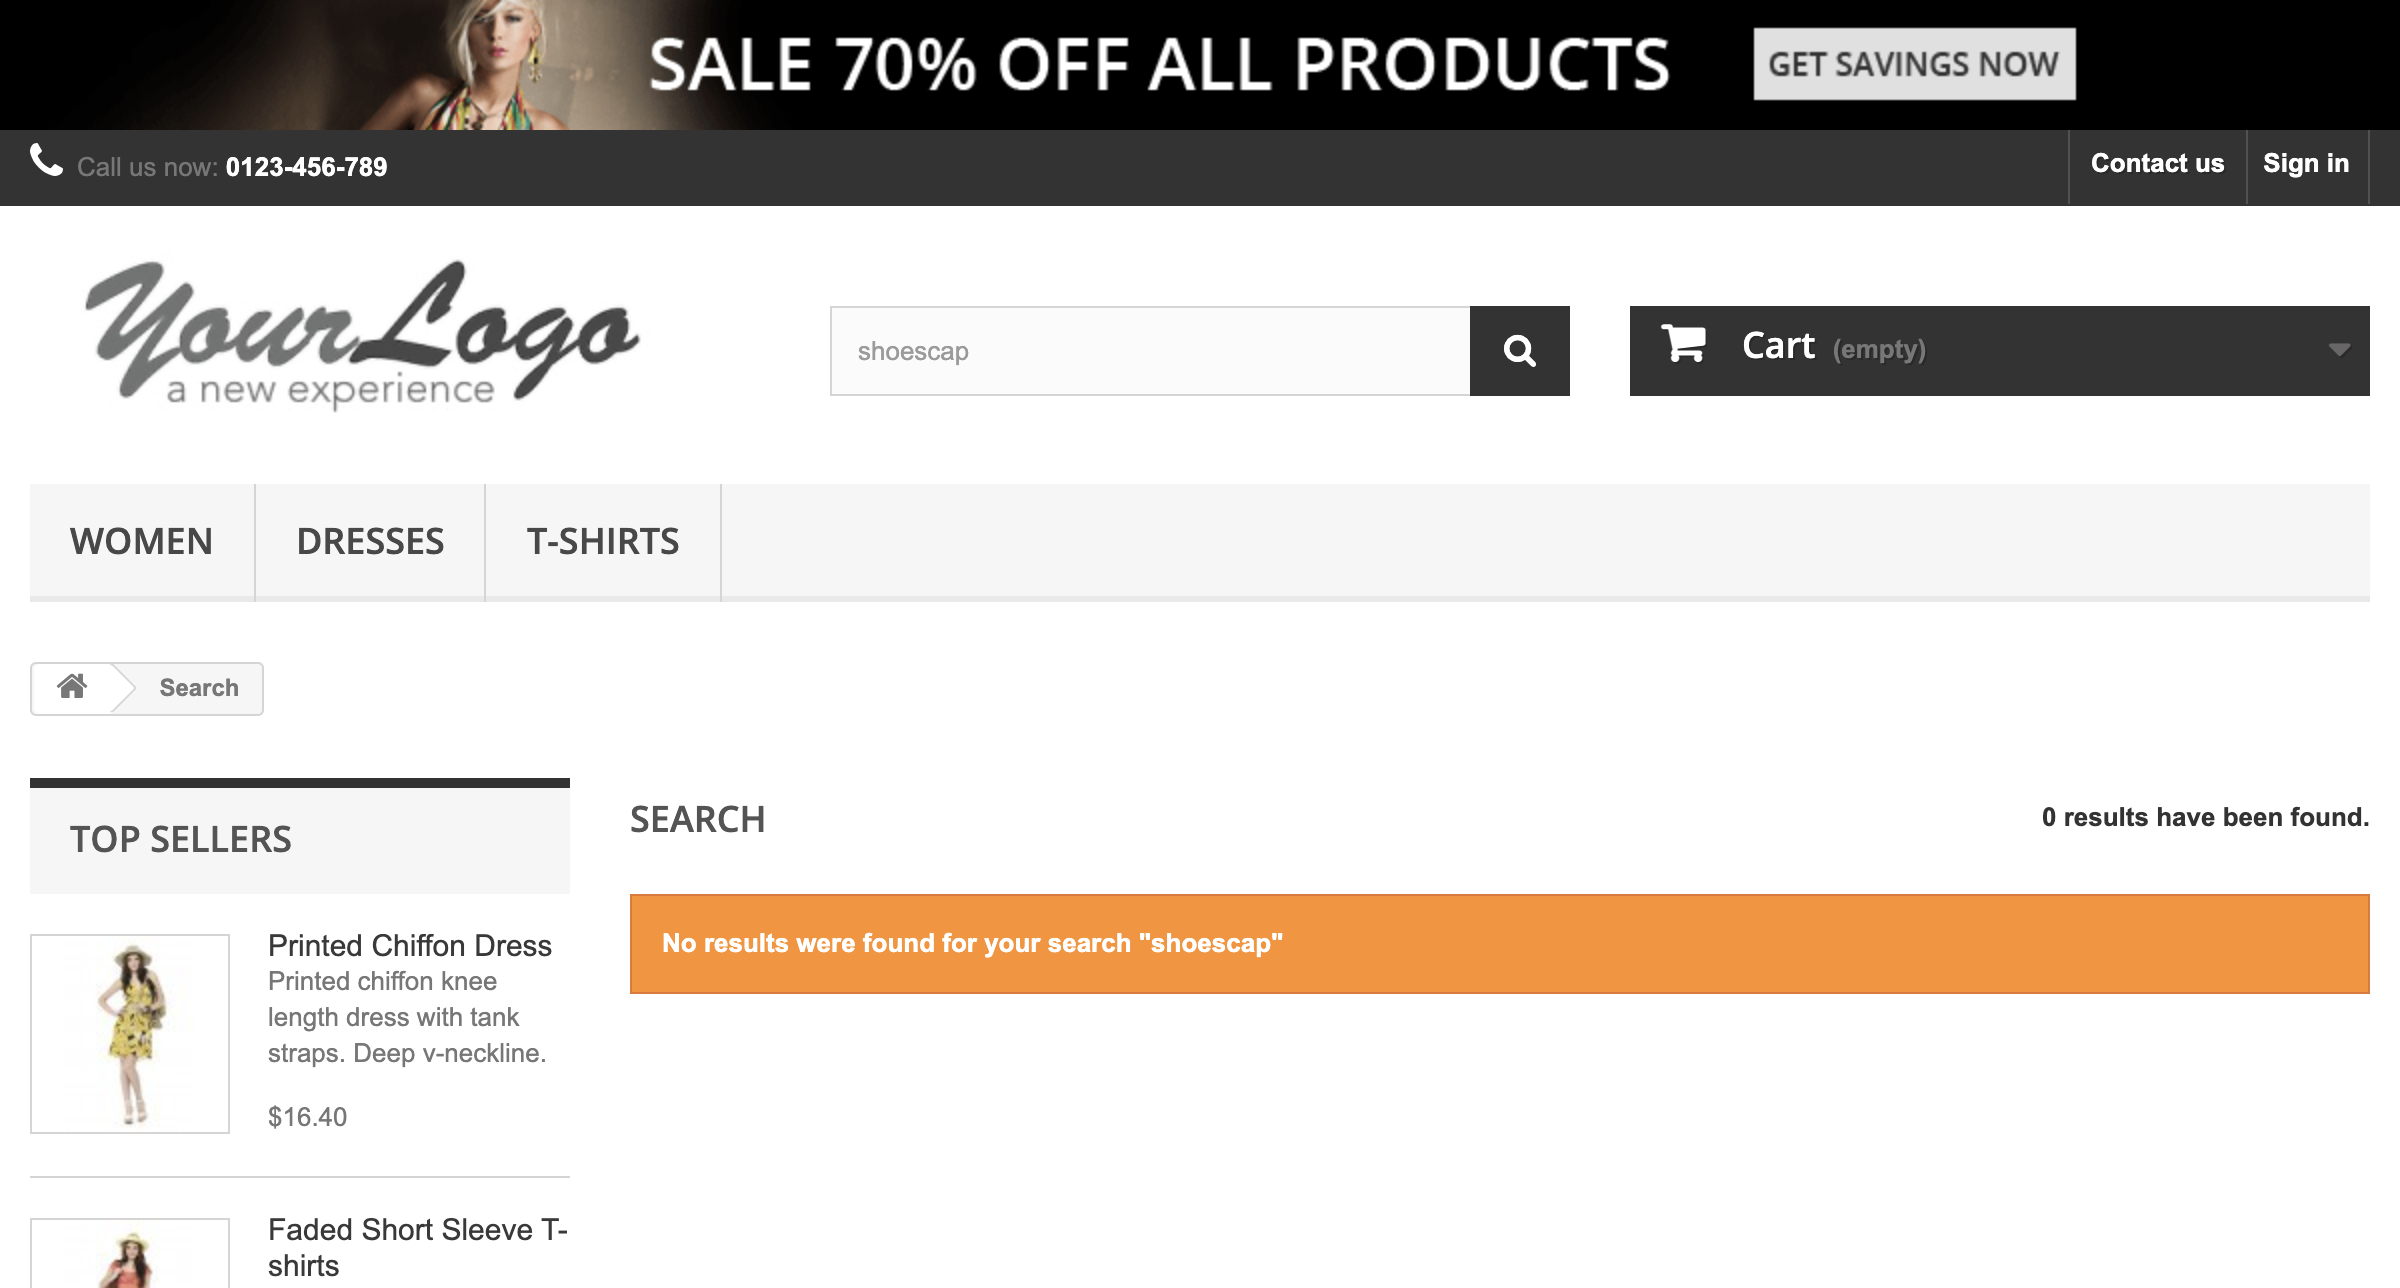 SALE 70% OFF ALL PRODUCTS
GET SAVINGS NOW
Call us now: 0123-456-789
Contact us
Sign in
YourLogo
a new experience
shoescap
Cart (empty)
WOMEN
DRESSES
T-SHIRTS
Search
TOP SELLERS
Printed Chiffon Dress
Printed chiffon knee
length dress with tank
straps. Deep v-neckline.
$16.40
Faded Short Sleeve T-
shirts
SEARCH
0 results have been found.
No results were found for your search "shoescap"